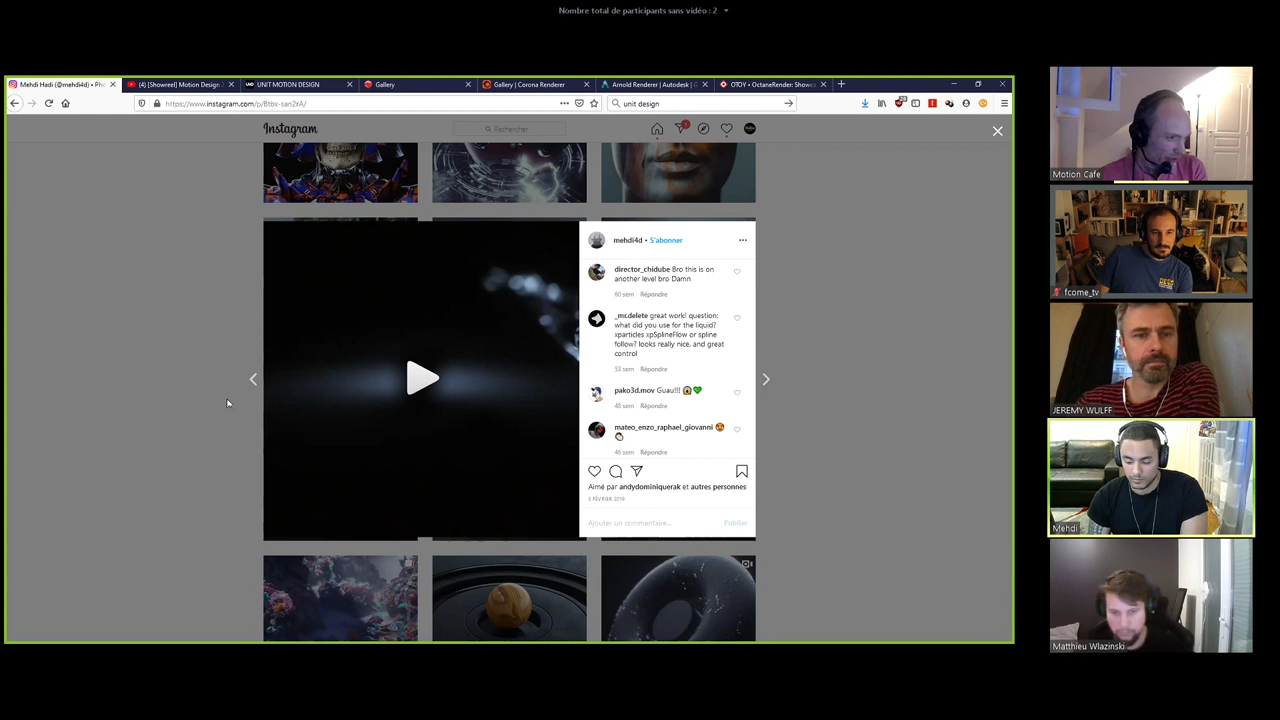 Nombre total de participants sans vidéo : 2
Mehdi Hadi (@mehdi4d) • Pho
(4) [Showreel] Motion Design
UNIT MOTION DESIGN
Gallery
Gallery | Corona Renderer
Arnold Renderer | Autodesk | G
OTOY • OctaneRender: Showc
https://www.instagram.com/p/Btbx-san2rA/
unit design
Instagram
Rechercher
mehdi4d • S'abonner
director_chidube Bro this is on
another level bro Damn
60 sem Répondre
_mr.delete great work! question:
what did you use for the liquid?
xparticles xpSplineFlow or spline
follow? looks really nice, and great
control
53 sem Répondre
pako3d.mov Guau!!! 😱💚
48 sem Répondre
mateo_enzo_raphael_giovanni 😍
46 sem Répondre
Aimé par andydominiquerak et autres personnes
3 FÉVRIER 2019
Ajouter un commentaire...
Publier
Motion Cafe
fcome_tv
JEREMY WULFF
Mehdi
Matthieu Wlazinski